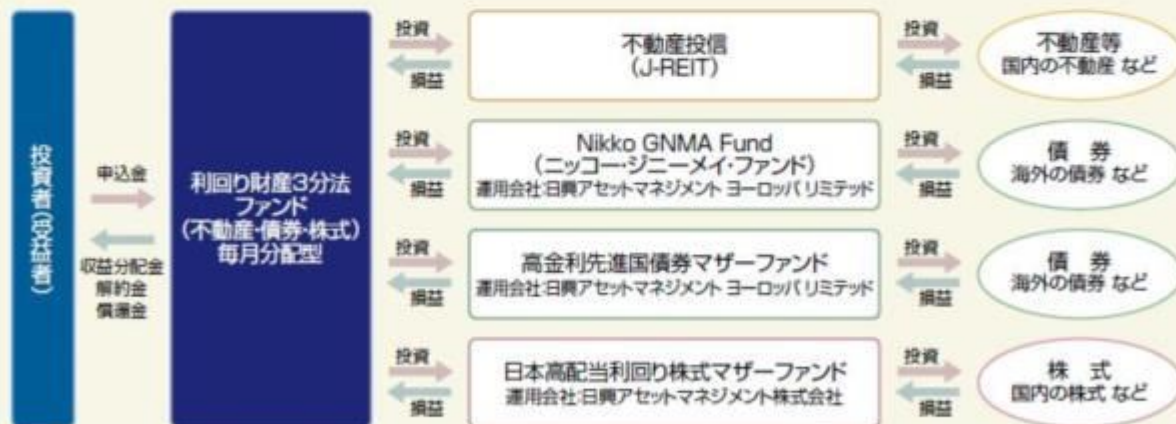 投資者(受益者)
申込金
収益分配金
解約金
償還金
利回り財産3分法
ファンド
(不動産・債券・株式)
毎月分配型
投資
損益
不動産投信
(J-REIT)
投資
損益
不動産等
国内の不動産 など
投資
損益
Nikko GNMA Fund
(ニッコー・ジニーメイ・ファンド)
運用会社:日興アセットマネジメント ヨーロッパ リミテッド
投資
損益
債 券
海外の債券 など
投資
損益
高金利先進国債券マザーファンド
運用会社:日興アセットマネジメント ヨーロッパ リミテッド
投資
損益
債 券
海外の債券 など
投資
損益
日本高配当利回り株式マザーファンド
運用会社:日興アセットマネジメント株式会社
投資
損益
株 式
国内の株式 など